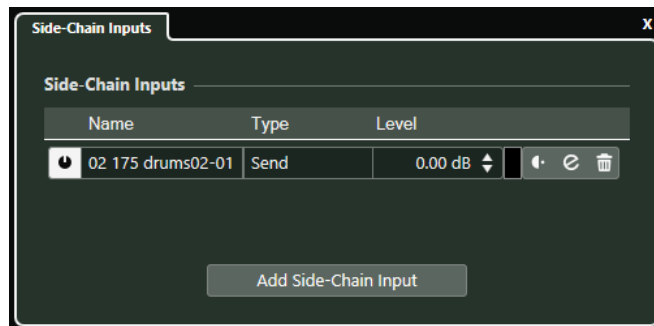 Side-Chain Inputs X
Side-Chain Inputs
Name Type Level
02 175 drums02-01 Send 0.00 dB
Add Side-Chain Input